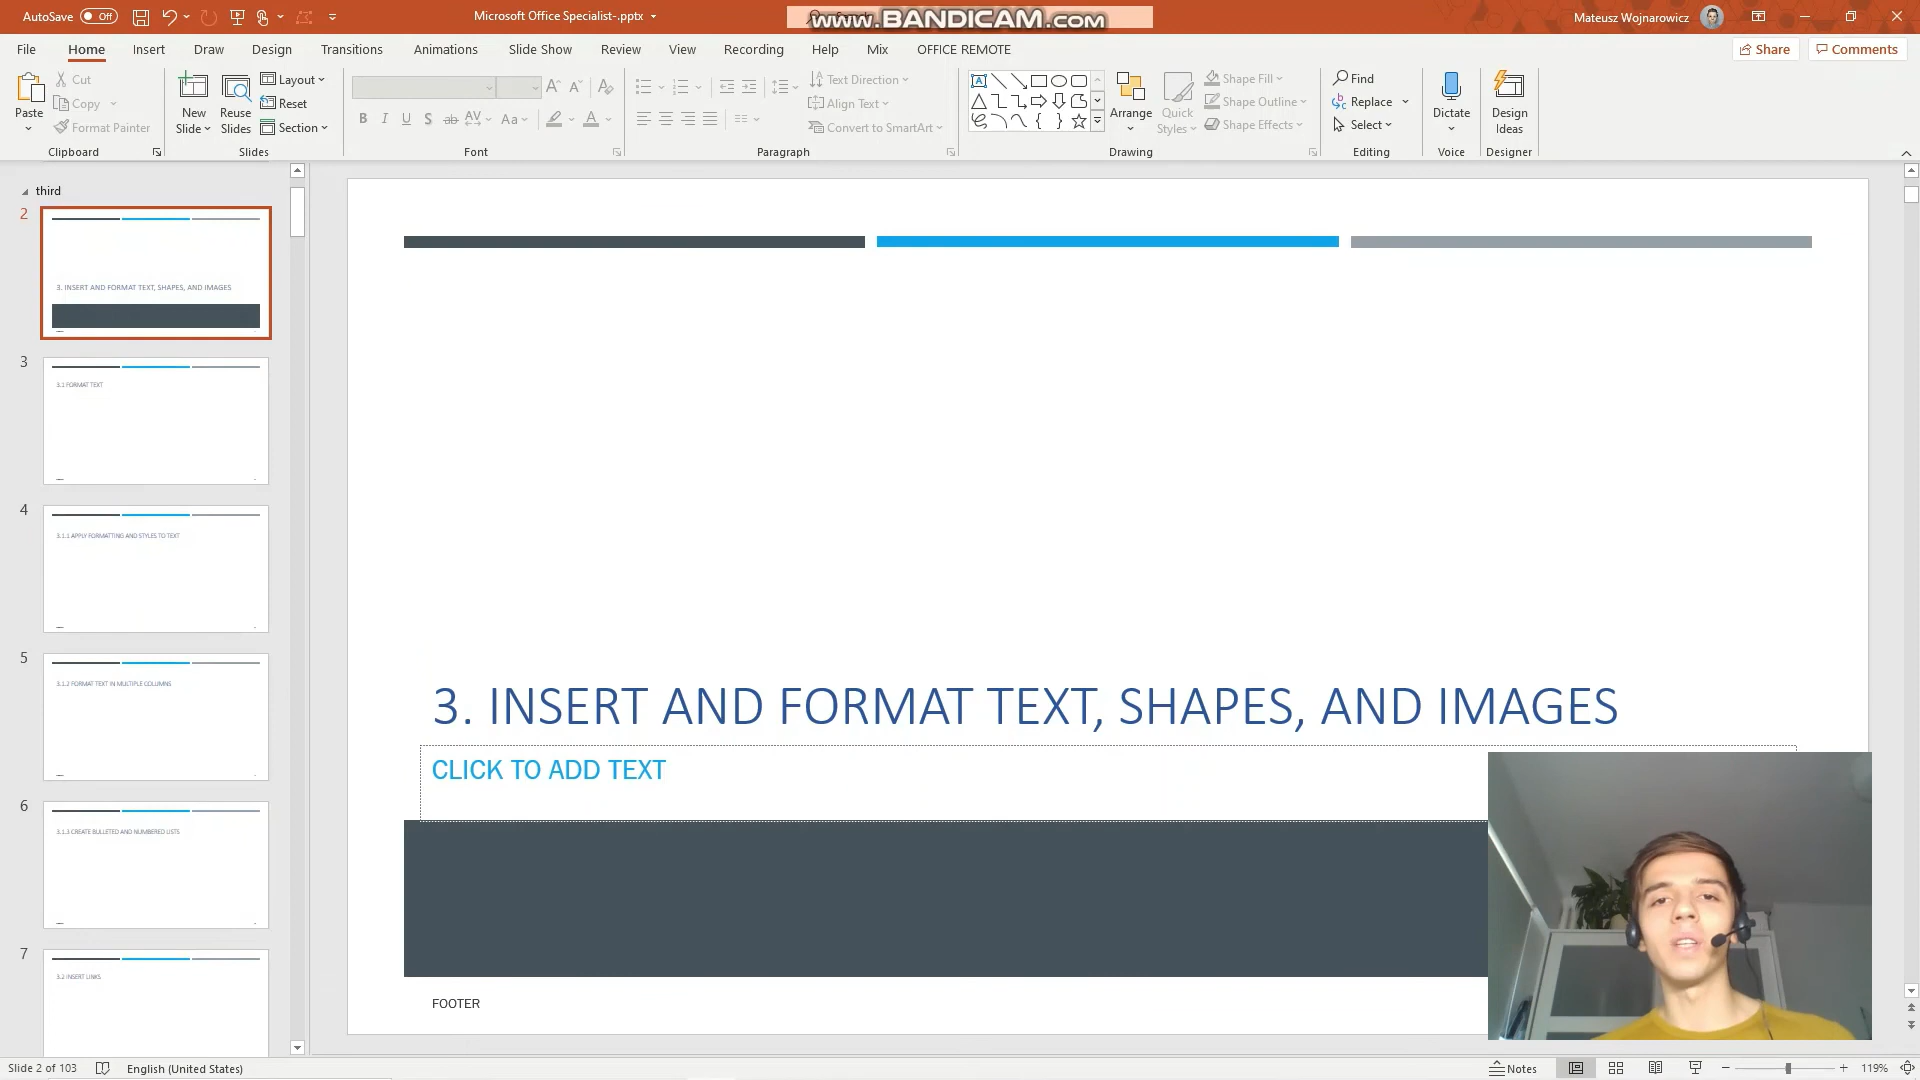 AutoSave Off
Microsoft Office Specialist-.pptx
www.BANDICAM.com
Mateusz Wojnarowicz
File Home Insert Draw Design Transitions Animations Slide Show Review View Recording Help Mix OFFICE REMOTE
Share Comments
Paste
Cut
Copy
Format Painter
Clipboard
New Slide
Reuse Slides
Layout
Reset
Section
Slides
B I U S ab AV Aa A
Font
Text Direction
Align Text
Convert to SmartArt
Paragraph
Arrange
Quick Styles
Shape Fill
Shape Outline
Shape Effects
Drawing
Find
Replace
Select
Editing
Dictate
Voice
Design Ideas
Designer
third
2
3. INSERT AND FORMAT TEXT, SHAPES, AND IMAGES
3
3.1 FORMAT TEXT
4
3.1.1 APPLY FORMATTING AND STYLES TO TEXT
5
3.1.2 FORMAT TEXT IN MULTIPLE COLUMNS
6
3.1.3 CREATE BULLETED AND NUMBERED LISTS
7
3.2 INSERT LINKS
3. INSERT AND FORMAT TEXT, SHAPES, AND IMAGES
CLICK TO ADD TEXT
FOOTER
Slide 2 of 103
English (United States)
Notes
119%